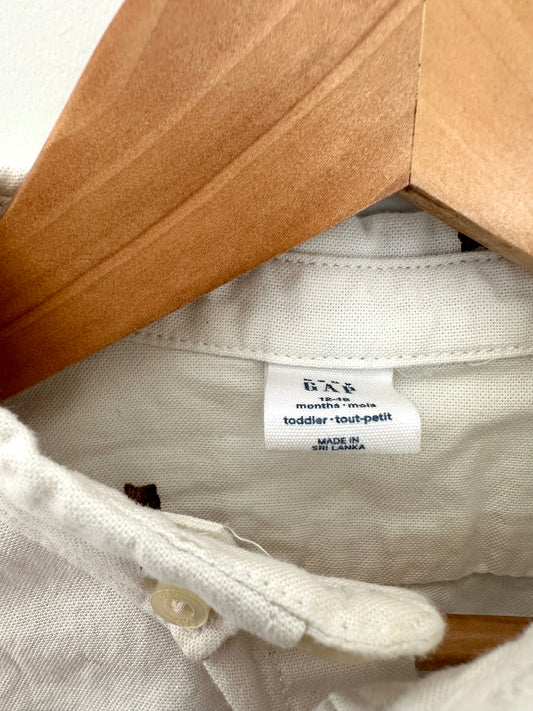 GAP
12-18
months · mois
toddler · tout-petit
MADE IN
SRI LANKA